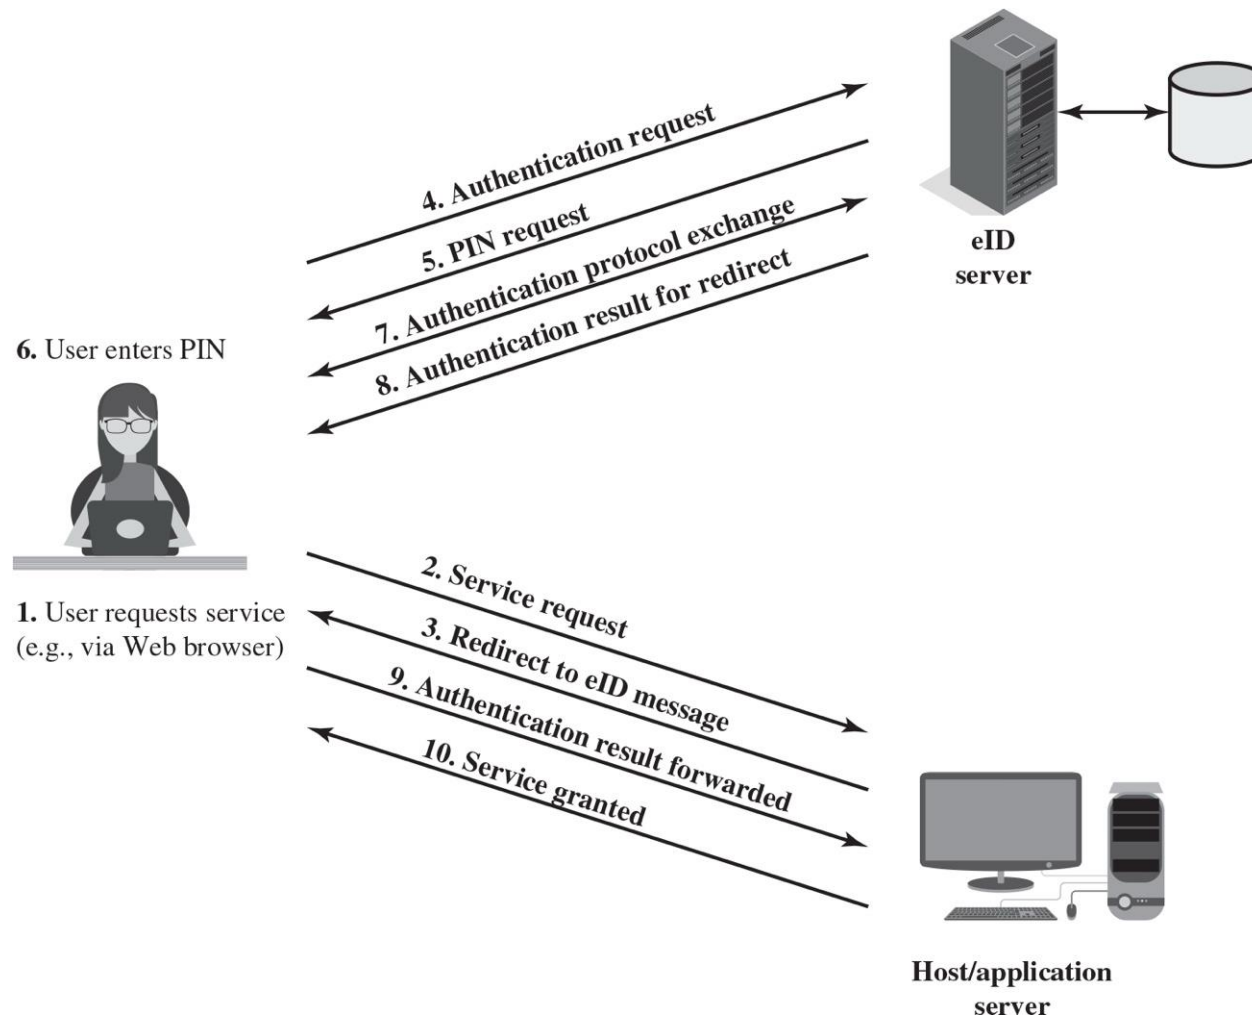 4. Authentication request
5. PIN request
7. Authentication protocol exchange
8. Authentication result for redirect
eID
server
6. User enters PIN
1. User requests service
(e.g., via Web browser)
2. Service request
3. Redirect to eID message
9. Authentication result forwarded
10. Service granted
Host/application
server